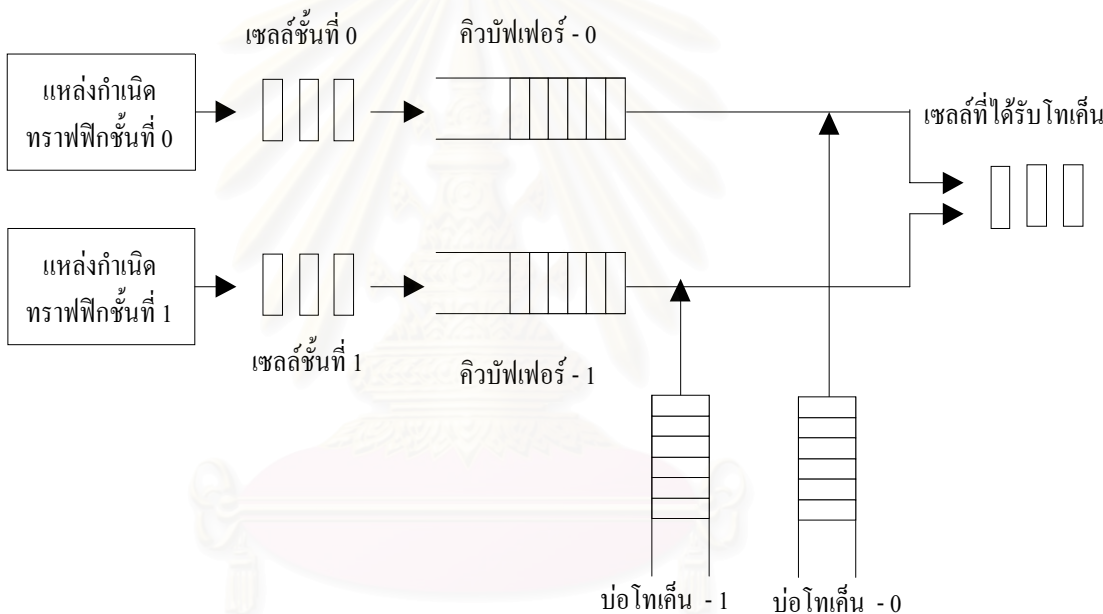 เซลล์ชั้นที่ 0
คิวบัฟเฟอร์ - 0
แหล่งกำเนิด
ทราฟฟิกชั้นที่ 0
เซลล์ที่ได้รับโทเค็น
แหล่งกำเนิด
ทราฟฟิกชั้นที่ 1
เซลล์ชั้นที่ 1
คิวบัฟเฟอร์ - 1
บ่อโทเค็น - 1
บ่อโทเค็น - 0